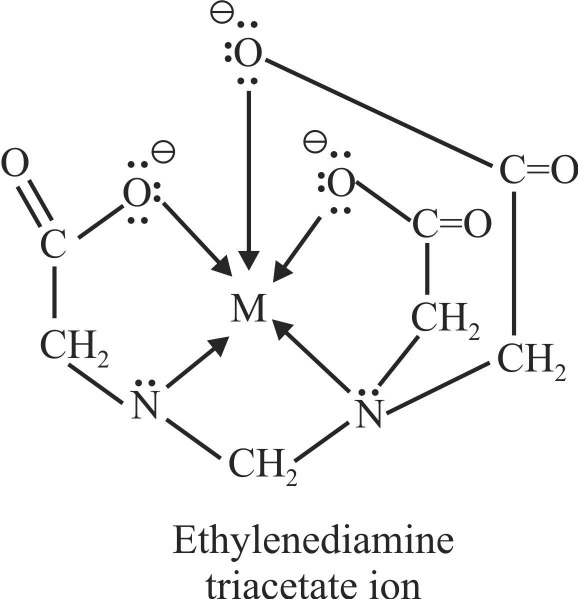 ⊖
:O
O
⊖
O:
⊖
:O
C=O
C
C=O
M
CH₂
CH₂
CH₂
N
N
CH₂
Ethylenediamine
triacetate ion